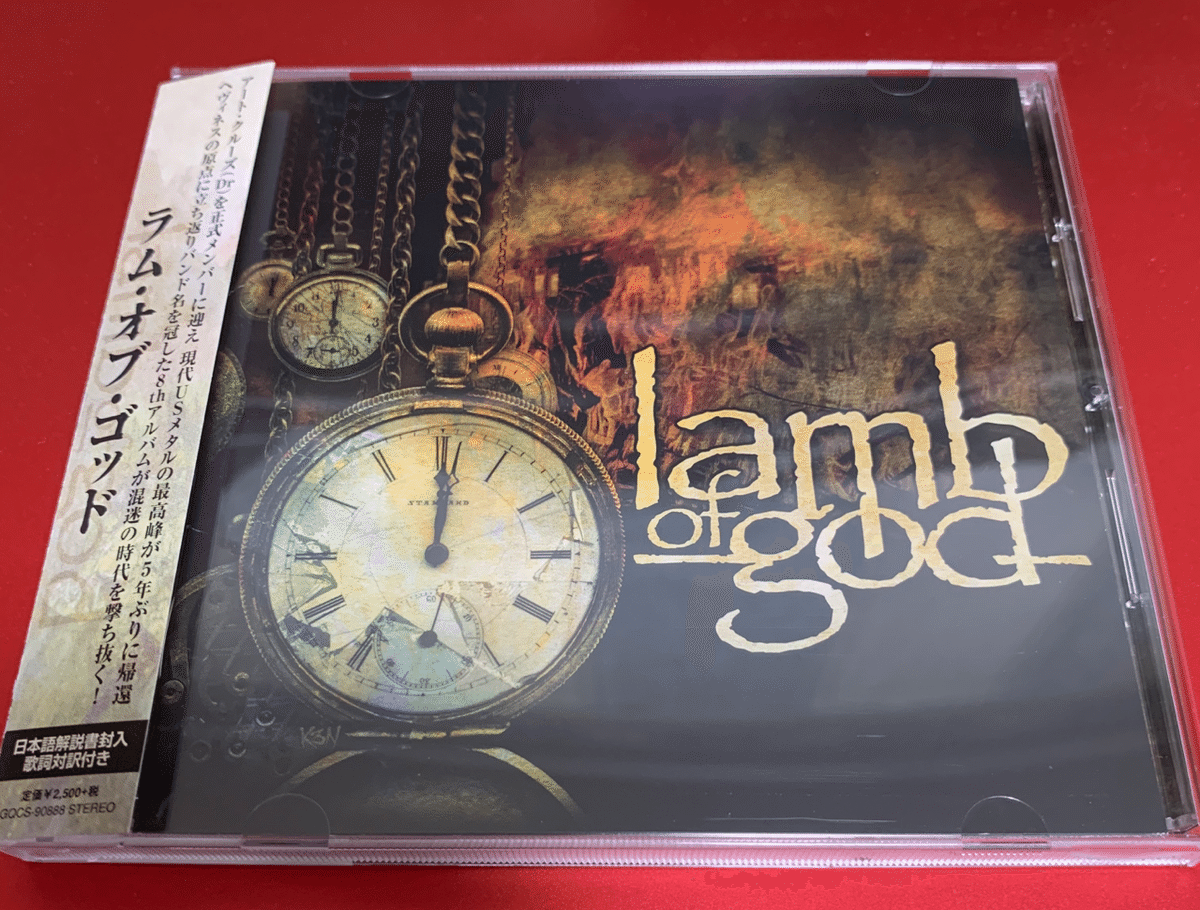 アート・クルーズ(Dr)を正式メンバーに迎え 現代USメタルの最高峰が5年ぶりに帰還
ヘヴィネスの原点に立ち返りバンド名を冠した8thアルバムが混迷の時代を撃ち抜く!
ラム・オブ・ゴッド
日本語解説書封入
歌詞対訳付き
定価¥2,500+税
GQCS-90888 STEREO
lamb
of god
STANDARD
K3N